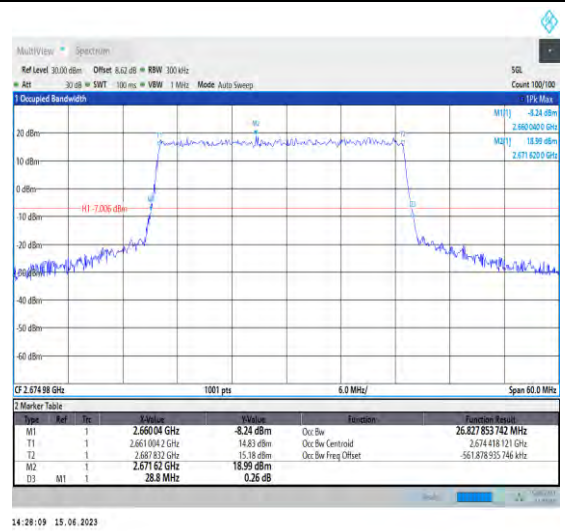 MultiView Spectrum
Ref Level 30.00 dBm Offset 8.62 dB RBW 300 kHz SGL
Att 30 dB SWT 100 ms VBW 1 MHz Mode Auto Sweep Count 100/100
1 Occupied Bandwidth 1Pk Max
M1[1] -8.24 dBm
2.660 040 0 GHz
M2[1] 18.99 dBm
2.671 620 0 GHz
M2
T1
T2
20 dBm
10 dBm
0 dBm
M1
D3
H1 -7.006 dBm
-10 dBm
-20 dBm
-30 dBm
-40 dBm
-50 dBm
-60 dBm
CF 2.674 98 GHz 1001 pts 6.0 MHz/ Span 60.0 MHz
2 Marker Table
Type Ref Trc X-Value Y-Value Function Function Result
M1 1 2.66004 GHz -8.24 dBm Occ Bw 26.827 853 742 MHz
T1 1 2.661 004 2 GHz 14.83 dBm Occ Bw Centroid 2.674 418 121 GHz
T2 1 2.687 832 GHz 15.18 dBm Occ Bw Freq Offset -561.878 935 746 kHz
M2 1 2.671 62 GHz 18.99 dBm
D3 M1 1 28.8 MHz 0.26 dB
14:28:09 15.06.2023